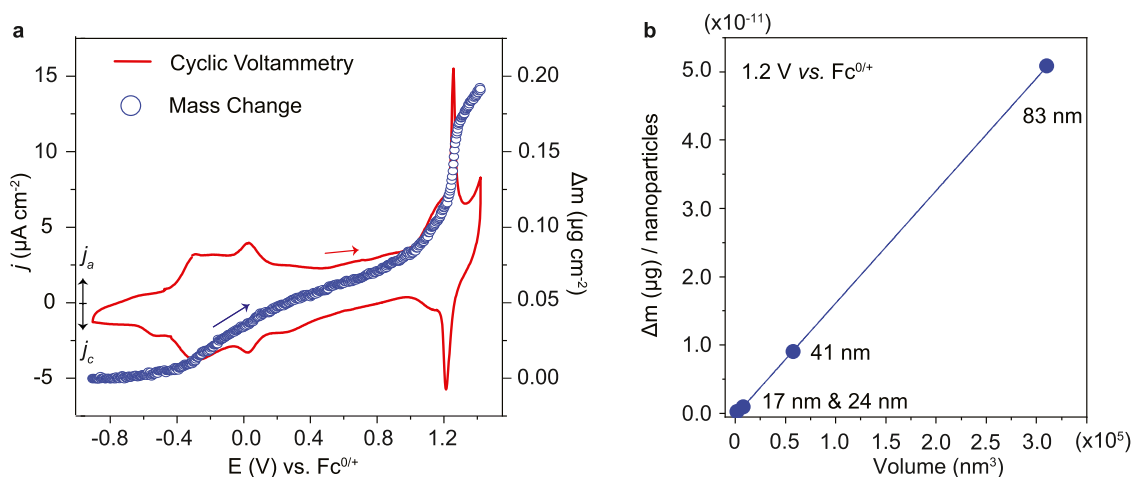 a
Cyclic Voltammetry
Mass Change
15
10
5
0
-5
j (µA cm-2)
ja
jc
-0.8
-0.4
0.0
0.4
0.8
1.2
E (V) vs. Fc0/+
0.20
0.15
0.10
0.05
0.00
Δm (µg cm-2)
b
(x10-11)
1.2 V vs. Fc0/+
5.0
4.0
3.0
2.0
1.0
0.0
Δm (µg) / nanoparticles
83 nm
41 nm
17 nm & 24 nm
0
0.5
1.0
1.5
2.0
2.5
3.0
(x105)
Volume (nm3)